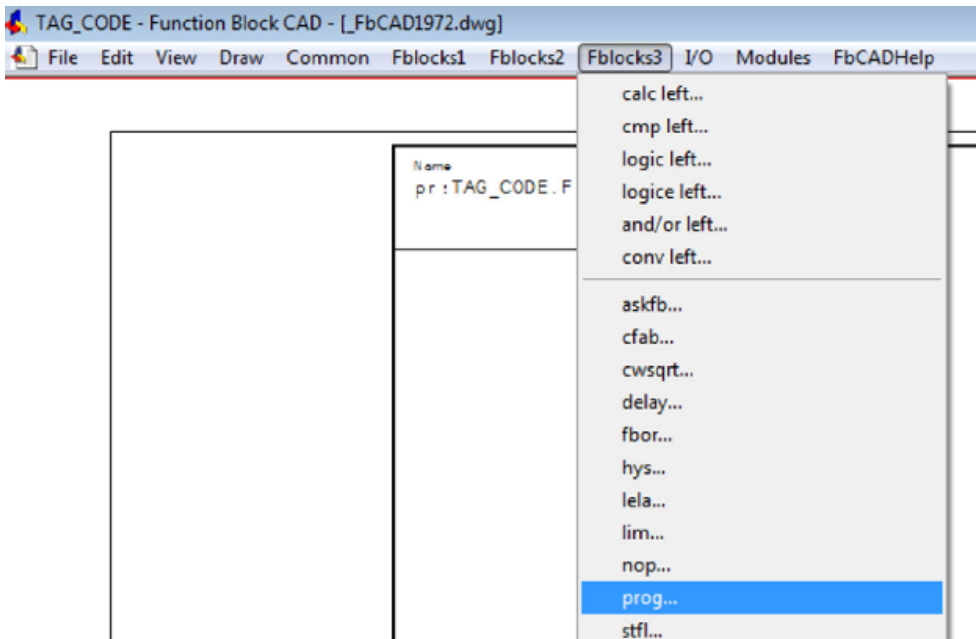 TAG_CODE - Function Block CAD - [_FbCAD1972.dwg]
File Edit View Draw Common Fblocks1 Fblocks2 Fblocks3 I/O Modules FbCADHelp
calc left...
cmp left...
logic left...
logice left...
and/or left...
conv left...
askfb...
cfab...
cwsqrt...
delay...
fbor...
hys...
lela...
lim...
nop...
prog...
stfl...
Name
pr:TAG_CODE.F